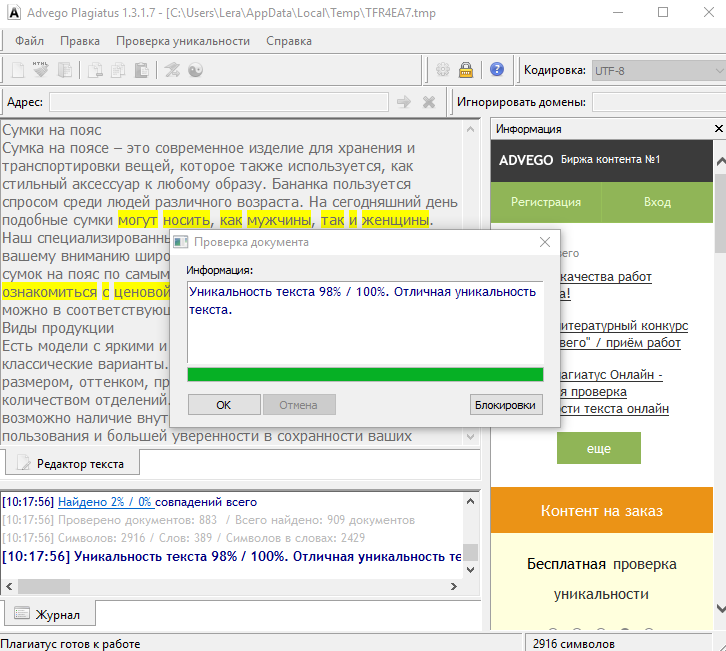 Advego Plagiatus 1.3.1.7 - [C:\Users\Lera\AppData\Local\Temp\TFR4EA7.tmp
Файл Правка Проверка уникальности Справка
HTML
Кодировка: UTF-8
Адрес:
Игнорировать домены:
Сумки на пояс
Сумка на поясе – это современное изделие для хранения и
транспортировки вещей, которое также используется, как
стильный аксессуар к любому образу. Бананка пользуется
спросом среди людей различного возраста. На сегодняшний день
подобные сумки могут носить, как мужчины, так и женщины.
Наш
вашему вниманию
сумок на пояс по самым
ознакомиться с ценовой
можно в
Виды продукции
Есть модели с яркими и
классические варианты.
размером, оттенком,
количеством отделений.
возможно наличие
пользования и большей уверенности в сохранности ваших
Редактор текста
Проверка документа
Информация:
Уникальность текста 98% / 100%. Отличная уникальность
текста.
ОК Отмена Блокировки
[10:17:56] Найдено 2% / 0% совпадений всего
[10:17:56] Проверено документов: 883 / Всего найдено: 909 документов
[10:17:56] Символов: 2916 / Слов: 389 / Символов в словах: 2429
[10:17:56] Уникальность текста 98% / 100%. Отличная уникальность те
Журнал
Плагиатус готов к работе
2916 символов
Информация
ADVEGO Биржа контента №1
Регистрация Вход
качества работ
конкурс
/ приём работ
Онлайн -
проверка
текста онлайн
еще
Контент на заказ
Бесплатная проверка
уникальности